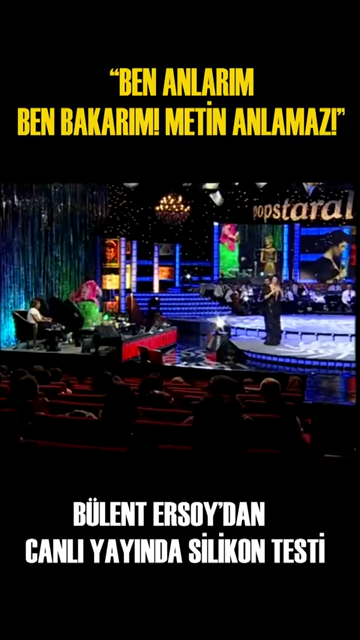 “BEN ANLARIM
BEN BAKARIM! METİN ANLAMAZ!”
popstaral
BÜLENT ERSOY’DAN
CANLI YAYINDA SİLİKON TESTİ